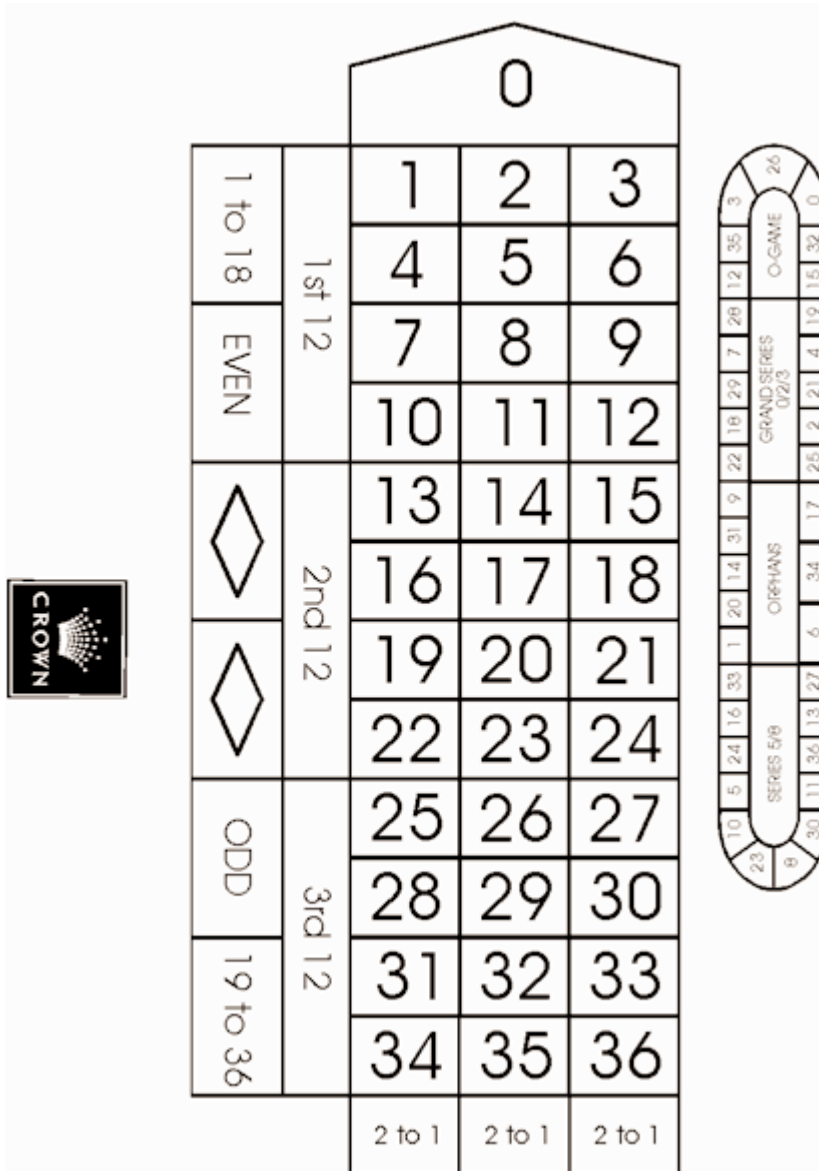 0
1 2 3
4 5 6
7 8 9
10 11 12
13 14 15
16 17 18
19 20 21
22 23 24
25 26 27
28 29 30
31 32 33
34 35 36
2 to 1 2 to 1 2 to 1
1st 12
2nd 12
3rd 12
1 to 18
EVEN
ODD
19 to 36
CROWN
26
3 0
35 32
12 15
28 19
7 4
29 21
18 2
22 25
9 17
31
14 34
20
1 6
33 27
16 13
24 36
5 11
10 30
23 8
O-GAME
GRAND SERIES
0/2/3
ORPHANS
SERIES 5/8